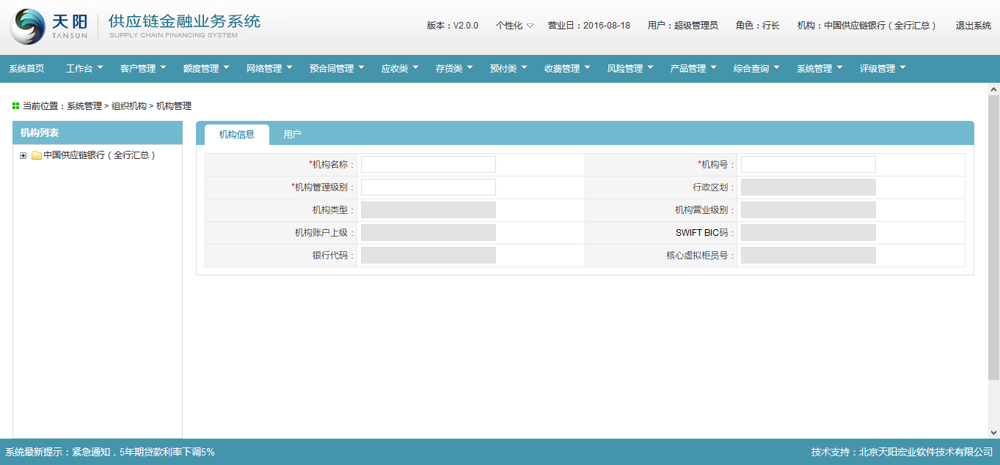 天阳 供应链金融业务系统
TANSUN SUPPLY CHAIN FINANCING SYSTEM
版本：V2.0.0 个性化 营业日：2016-08-18 用户：超级管理员 角色：行长 机构：中国供应链银行（全行汇总） 退出系统
系统首页 工作台 客户管理 额度管理 网络管理 预合同管理 应收类 存货类 预付类 收费管理 风险管理 产品管理 综合查询 系统管理 评级管理
当前位置：系统管理 > 组织机构 > 机构管理
机构列表
中国供应链银行（全行汇总）
机构信息 用户
*机构名称： *机构号：
*机构管理级别： 行政区划：
机构类型： 机构营业级别：
机构账户上级： SWIFT BIC码：
银行代码： 核心虚拟柜员号：
系统最新提示：紧急通知，5年期贷款利率下调5% 技术支持：北京天阳宏业软件技术有限公司